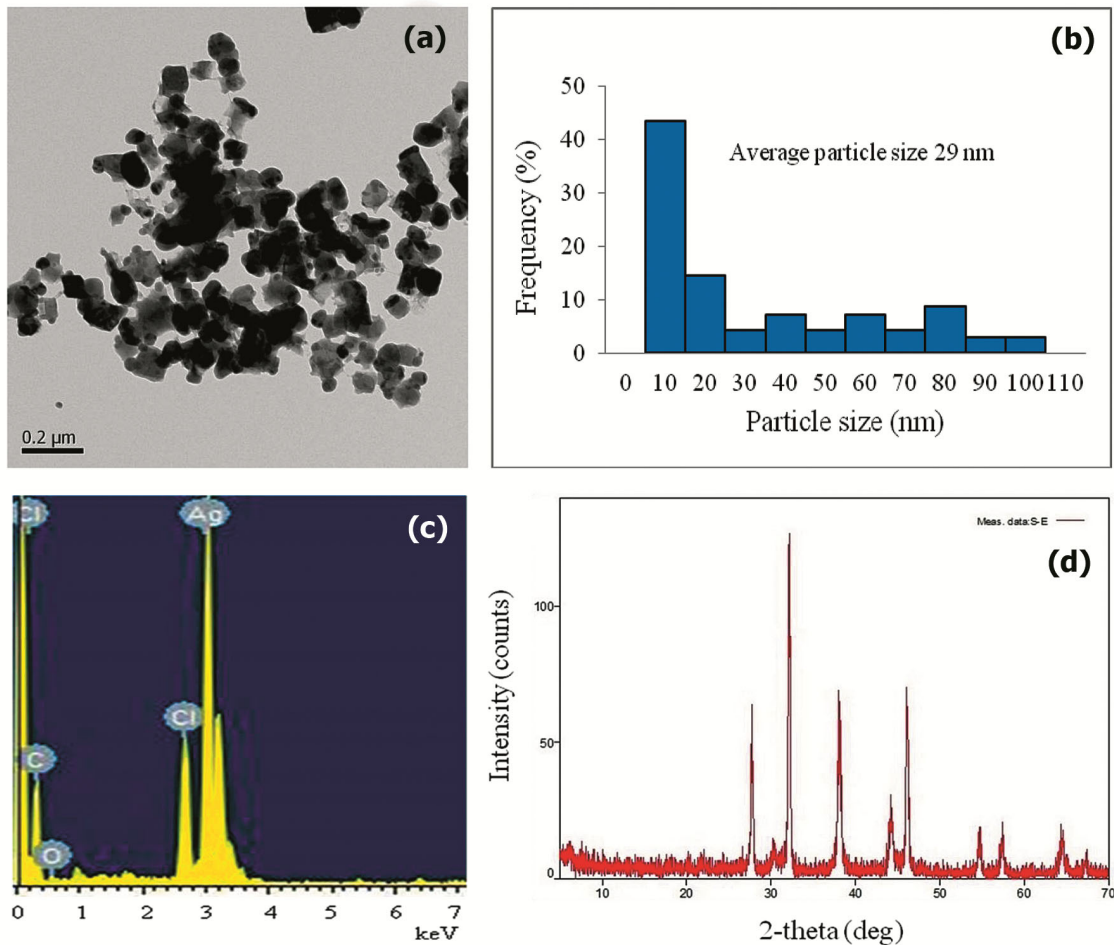 (a)
0.2 µm
(b)
50
40
30
20
10
0
Frequency (%)
Average particle size 29 nm
0 10 20 30 40 50 60 70 80 90 100 110
Particle size (nm)
(c)
Cl
Ag
Cl
C
O
0 1 2 3 4 5 6 7
keV
(d)
Meas. data:S-E
100
50
0
Intensity (counts)
10 20 30 40 50 60 70
2-theta (deg)